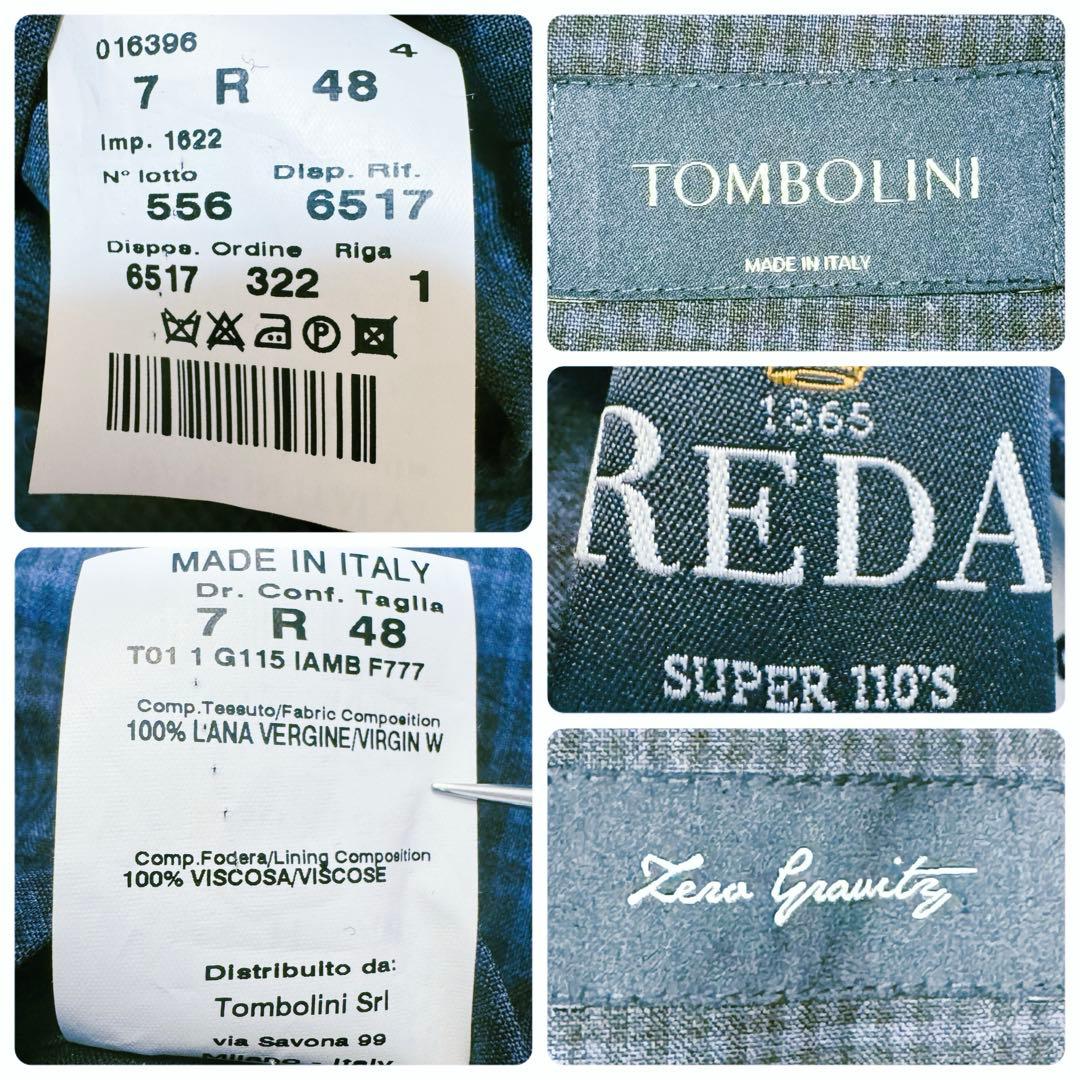 016396 4
7 R 48
Imp. 1622
N° lotto Disp. Rif.
556 6517
Dispos. Ordine Riga
6517 322 1
P
MADE IN ITALY
Dr. Conf. Taglia
7 R 48
T01 1 G115 IAMB F777
Comp.Tessuto/Fabric Composition
100% LANA VERGINE/VIRGIN W
Comp.Fodera/Lining Composition
100% VISCOSA/VISCOSE
Distribuito da:
Tombolini Srl
via Savona 99
Milano - Italy
TOMBOLINI
MADE IN ITALY
1865
REDA
SUPER 110'S
Zero Gravity